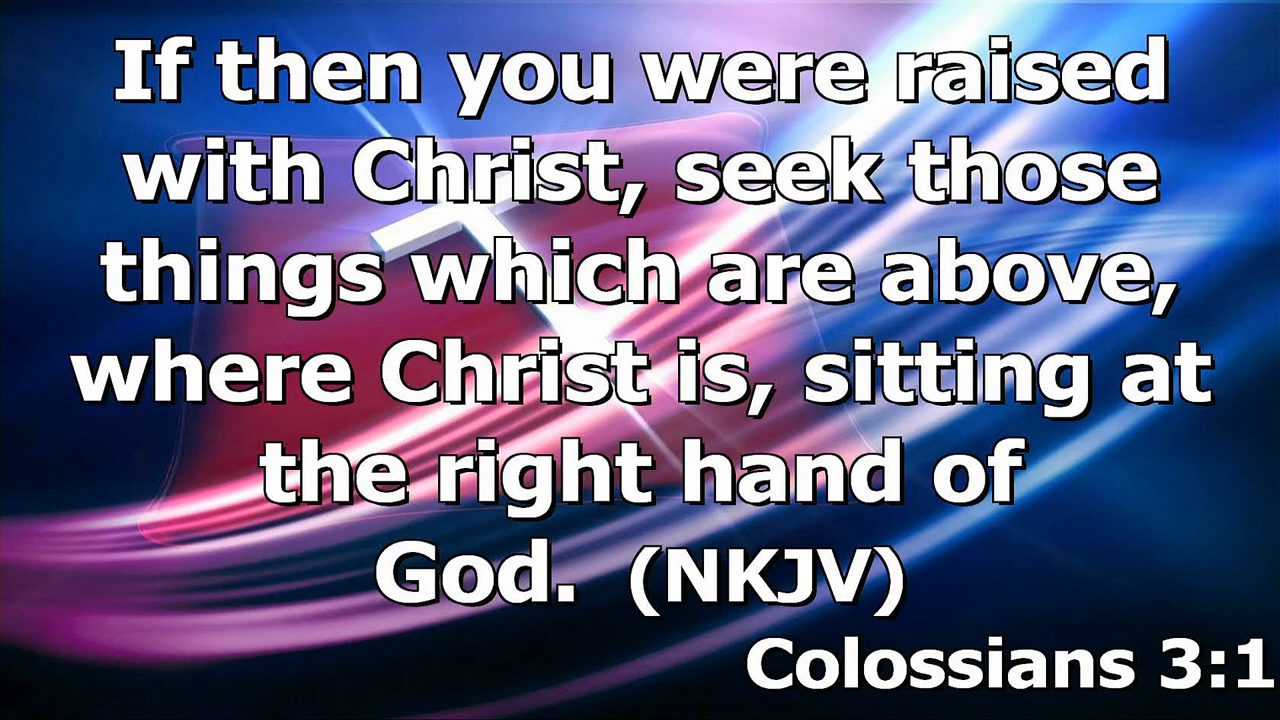 If then you were raised
with Christ, seek those
things which are above,
where Christ is, sitting at
the right hand of
God. (NKJV)
Colossians 3:1